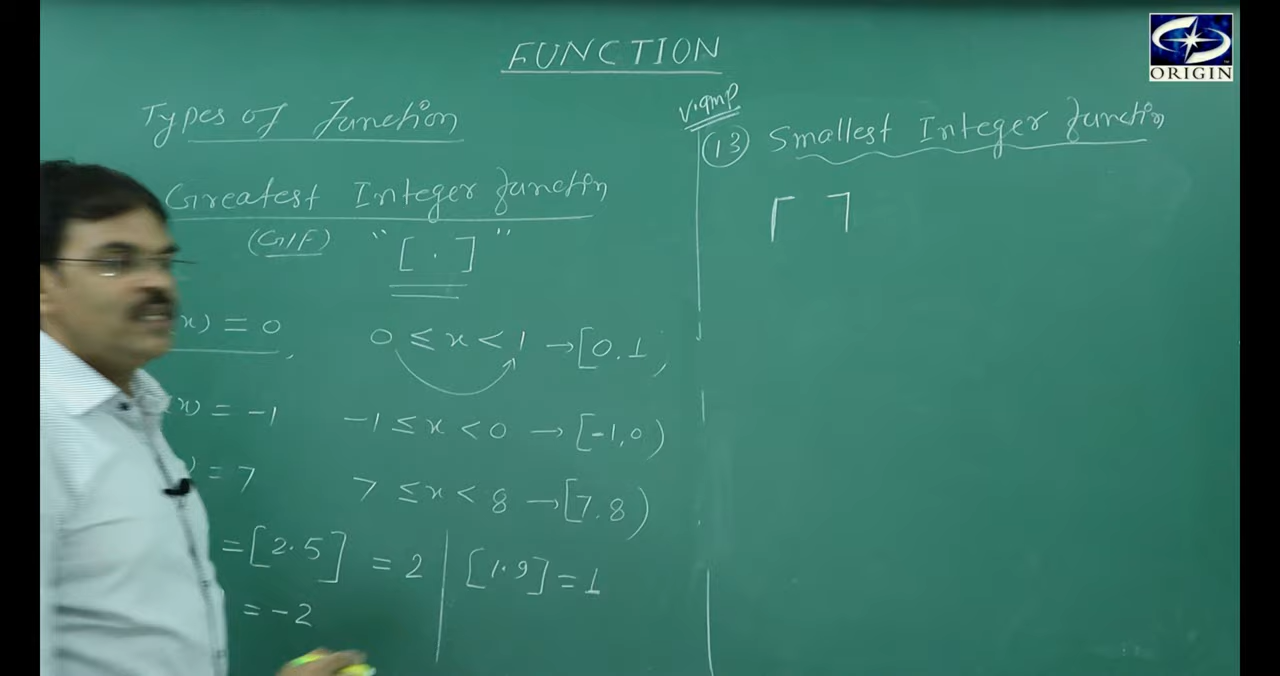 FUNCTION
ORIGIN
Types of Function
Greatest Integer function
(GIF) "[ . ]"
x) = 0 0 ≤ x < 1 → [0.1)
x) = -1 -1 ≤ x < 0 → [-1,0)
) = 7 7 ≤ x < 8 → [7.8)
= [2.5] = 2 [1.9] = 1
= -2
V.Imp
(13) Smallest Integer function
⌈ ⌉